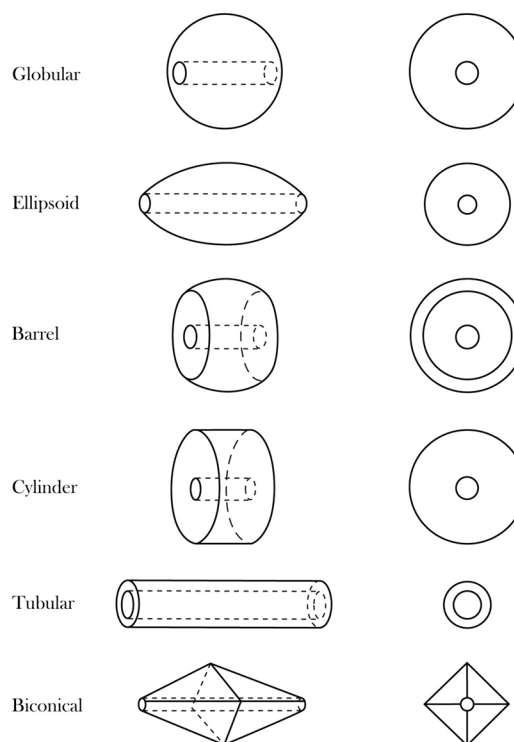 Globular
Ellipsoid
Barrel
Cylinder
Tubular
Biconical